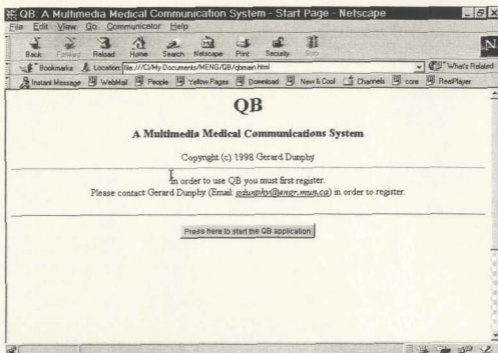 QB: A Multimedia Medical Communication System - Start Page - Netscape
File Edit View Go Communicator Help
Back Forward Reload Home Search Netscape Print Security Stop
Bookmarks Location: file:///C|/My Documents/MENG/QB/qbmain.html What's Related
Instant Message WebMail People Yellow Pages Download New & Cool Channels core RealPlayer
QB
A Multimedia Medical Communications System
Copyright (c) 1998 Gerard Dunphy
In order to use QB you must first register.
Please contact Gerard Dunphy (Email: gdunphy@engr.mun.ca) in order to register.
Press here to start the QB application